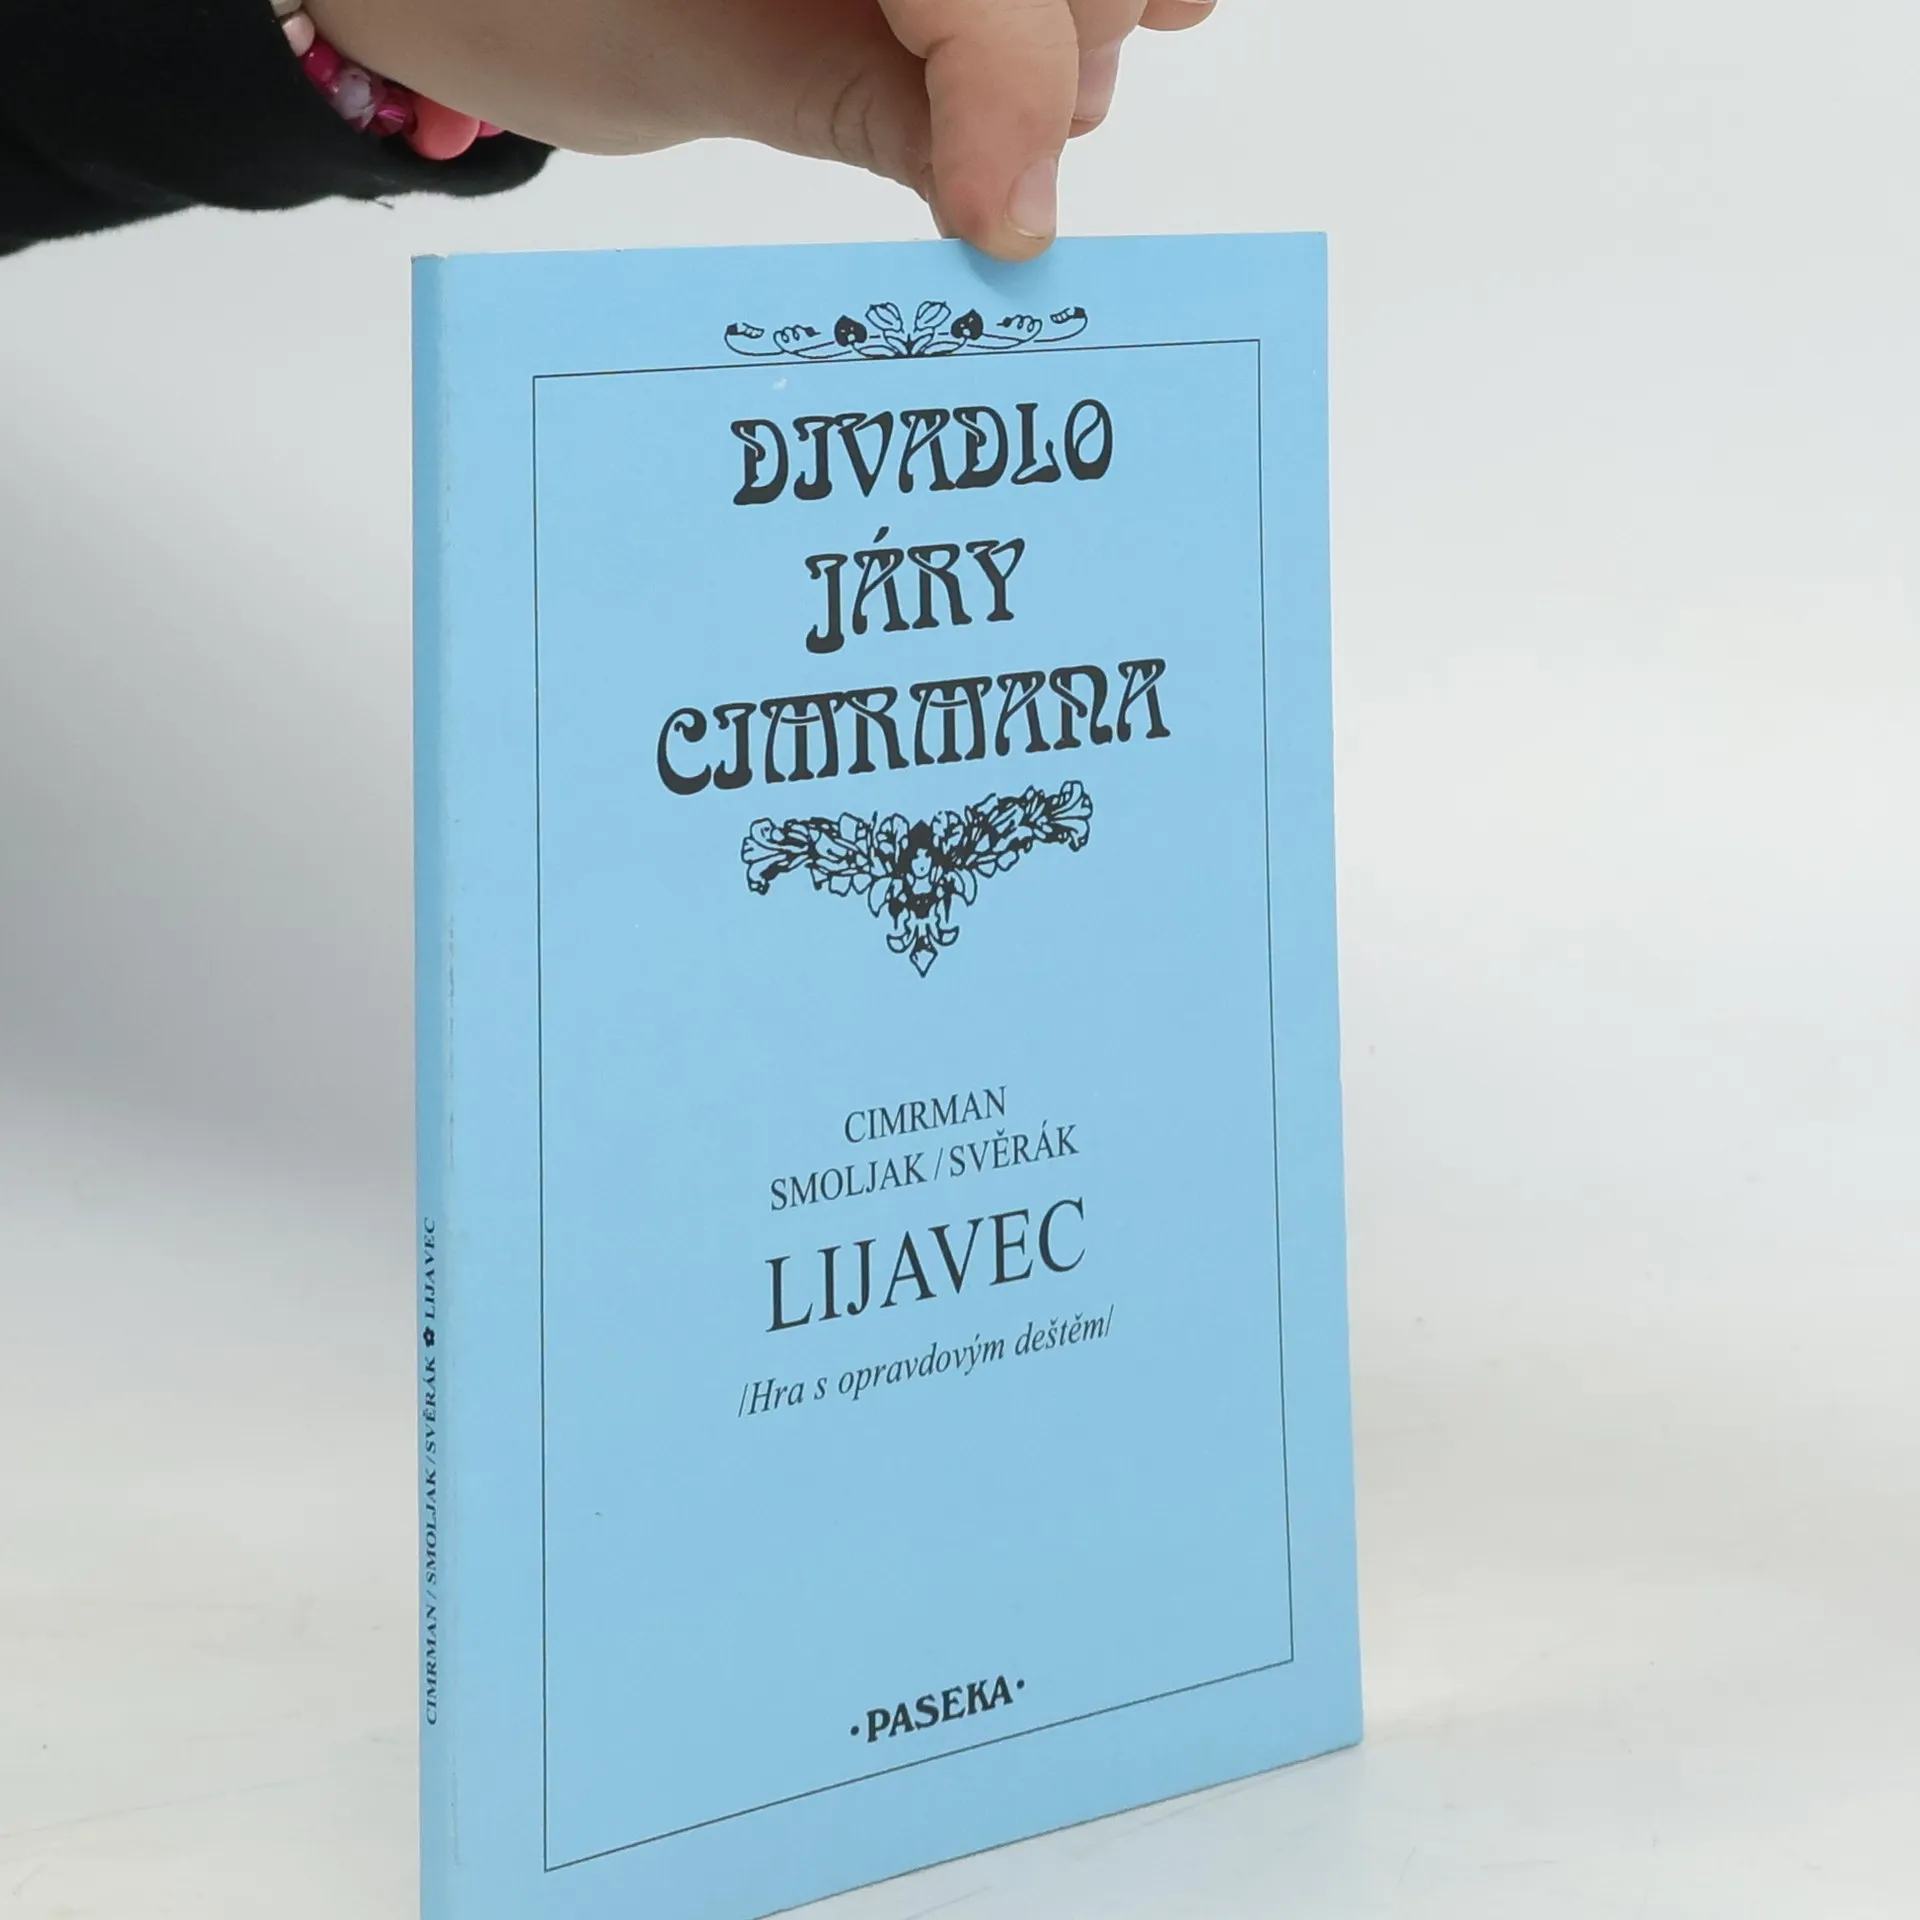 DIVADLO
JÁRY
CIMRMANA
CIMRMAN
SMOLJAK/SVĚRÁK
LIJAVEC
/Hra s opravdovým deštěm/
·PASEKA·
CIMRMAN / SMOLJAK / SVĚRÁK ✿ LIJAVEC